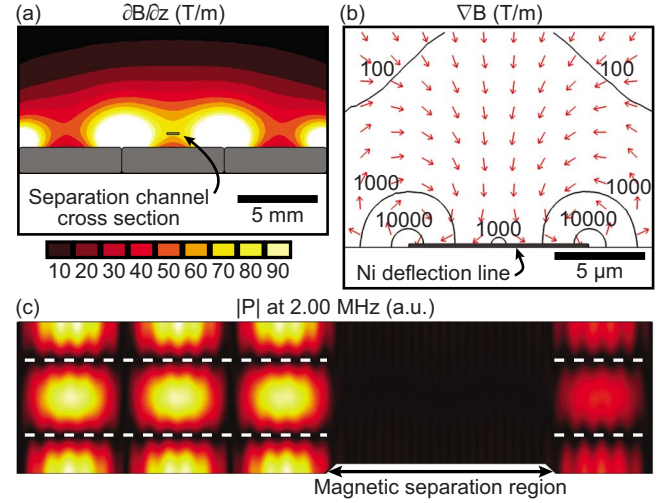 (a) ∂B/∂z (T/m)
Separation channel
cross section
5 mm
10 20 30 40 50 60 70 80 90
(b) ∇B (T/m)
100
100
1000
1000
10000
1000
10000
Ni deflection line
5 µm
(c) |P| at 2.00 MHz (a.u.)
Magnetic separation region